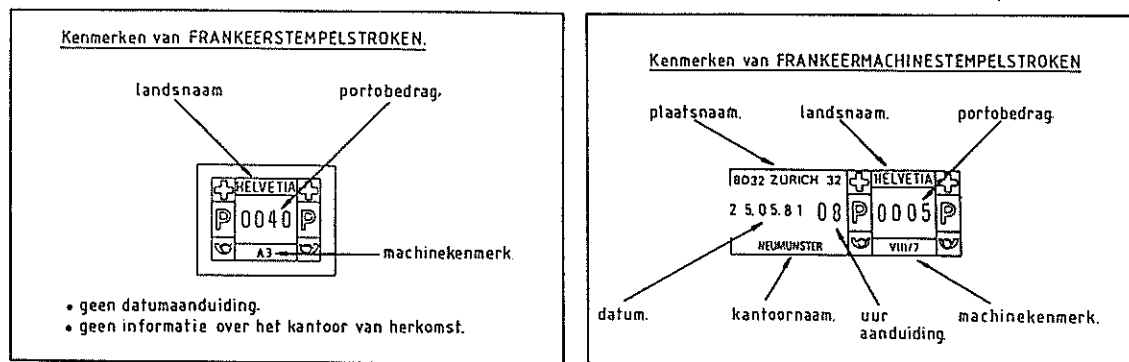 Kenmerken van FRANKEERSTEMPELSTROKEN.
landsnaam
portobedrag.
HELVETIA
P 0040 P
A3
machinekenmerk.
• geen datumaanduiding.
• geen informatie over het kantoor van herkomst.
Kenmerken van FRANKEERMACHINESTEMPELSTROKEN
plaatsnaam.
landsnaam.
portobedrag.
8032 ZÜRICH 32
HELVETIA
2 5.05.81 08 P 0005 P
NEUMÜNSTER
VIII/7
datum.
kantoornaam.
uur
aanduiding.
machinekenmerk.